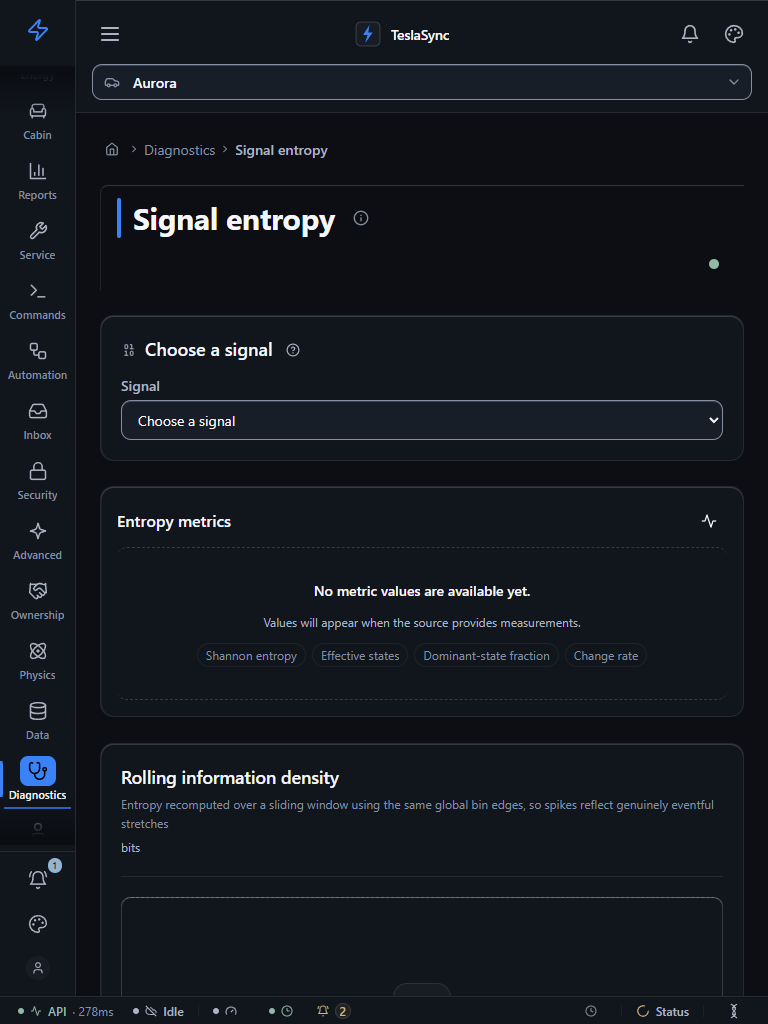 TeslaSync
Energy
Aurora
Cabin
Diagnostics
Signal entropy
Reports
Signal entropy
Service
Commands
Choose a signal
Automation
Signal
Choose a signal
Inbox
Security
Entropy metrics
Advanced
No metric values are available yet.
Ownership
Values will appear when the source provides measurements.
Shannon entropy
Effective states
Dominant-state fraction
Change rate
Physics
Data
Rolling information density
Diagnostics
Entropy recomputed over a sliding window using the same global bin edges, so spikes reflect genuinely eventful
stretches
bits
1
API · 278ms
Idle
2
Status